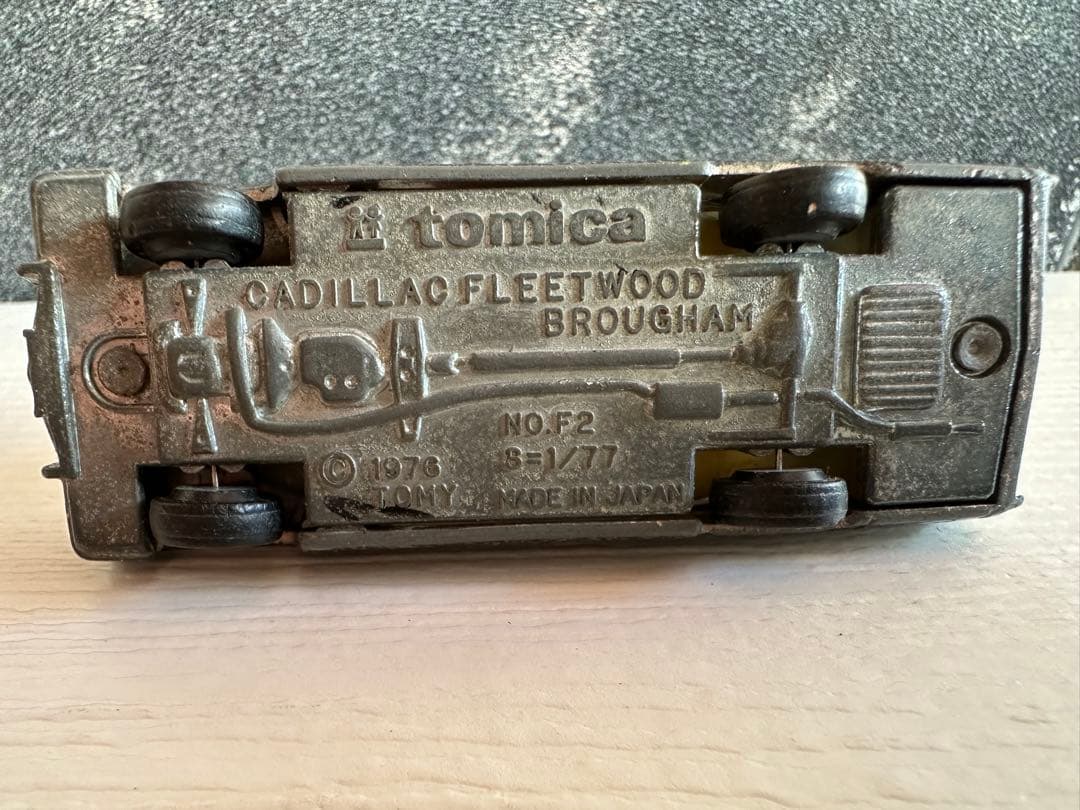 tomica
CADILLAC FLEETWOOD
BROUGHAM
NO.F2
S=1/77
© 1976
TOMY
MADE IN JAPAN